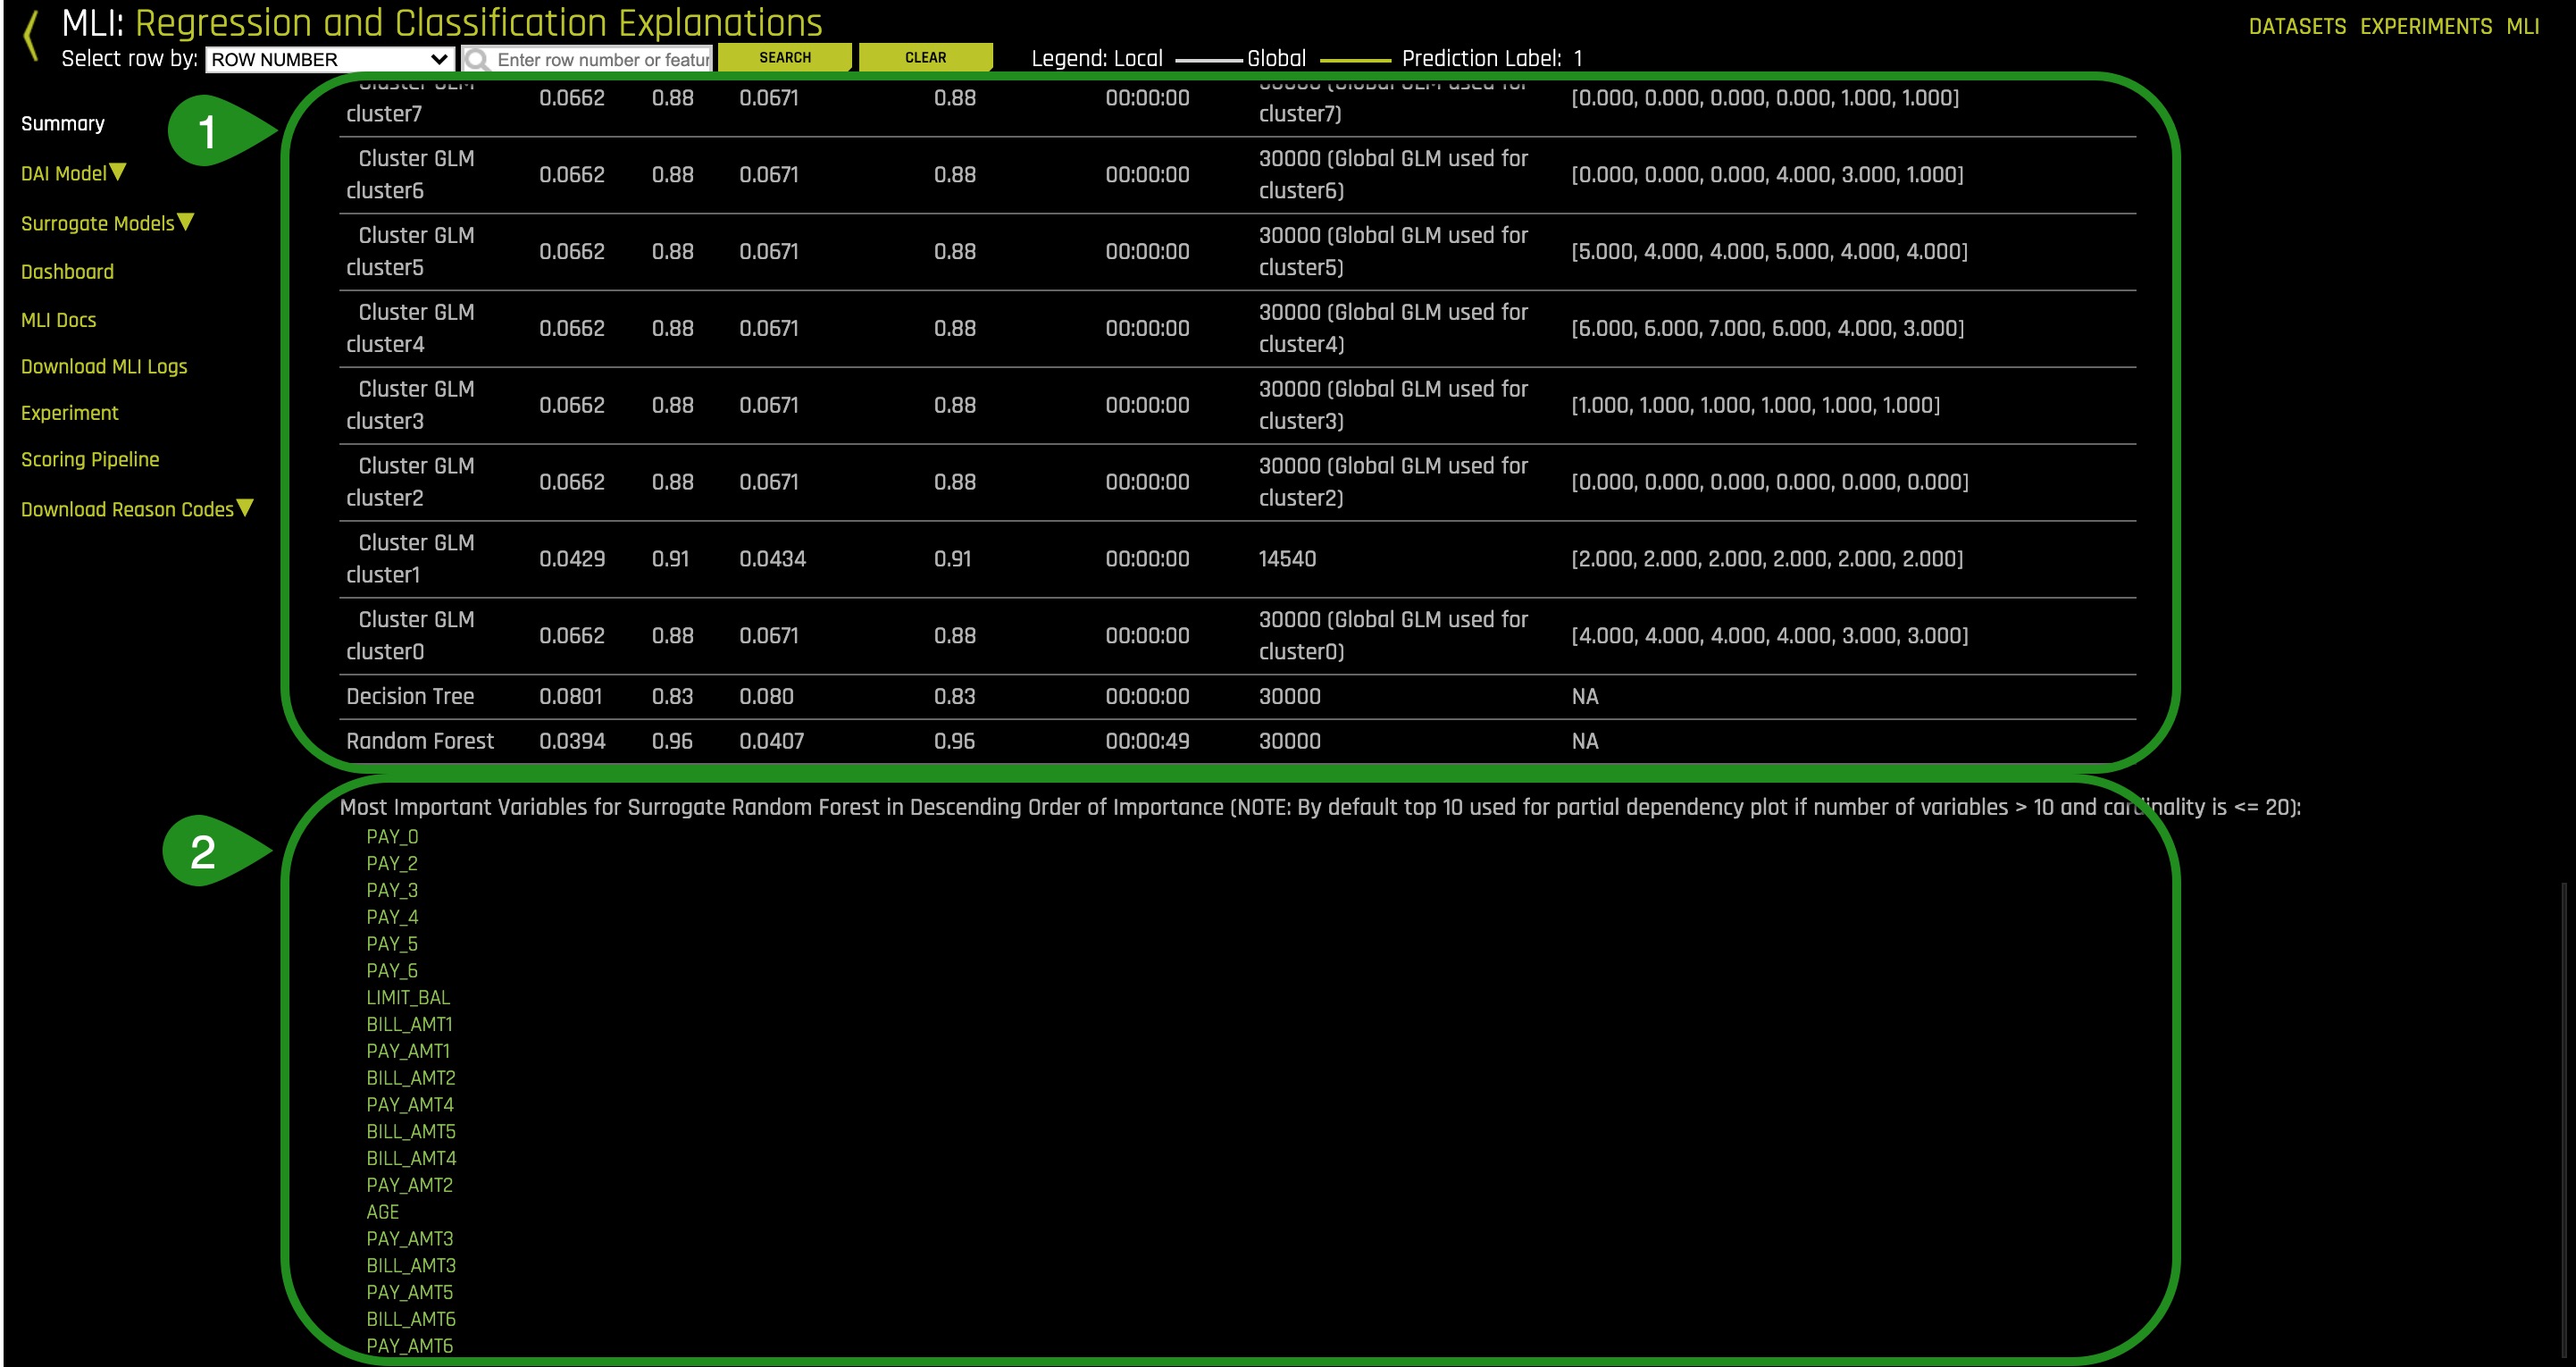 MLI: Regression and Classification Explanations
DATASETS EXPERIMENTS MLI
Select row by: ROW NUMBER Enter row number or featur SEARCH CLEAR Legend: Local Global Prediction Label: 1
Summary
DAI Model
Surrogate Models
Dashboard
MLI Docs
Download MLI Logs
Experiment
Scoring Pipeline
Download Reason Codes
1
Cluster GLM cluster7 0.0662 0.88 0.0671 0.88 00:00:00 30000 (Global GLM used for cluster7) [0.000, 0.000, 0.000, 0.000, 1.000, 1.000]
Cluster GLM cluster6 0.0662 0.88 0.0671 0.88 00:00:00 30000 (Global GLM used for cluster6) [0.000, 0.000, 0.000, 4.000, 3.000, 1.000]
Cluster GLM cluster5 0.0662 0.88 0.0671 0.88 00:00:00 30000 (Global GLM used for cluster5) [5.000, 4.000, 4.000, 5.000, 4.000, 4.000]
Cluster GLM cluster4 0.0662 0.88 0.0671 0.88 00:00:00 30000 (Global GLM used for cluster4) [6.000, 6.000, 7.000, 6.000, 4.000, 3.000]
Cluster GLM cluster3 0.0662 0.88 0.0671 0.88 00:00:00 30000 (Global GLM used for cluster3) [1.000, 1.000, 1.000, 1.000, 1.000, 1.000]
Cluster GLM cluster2 0.0662 0.88 0.0671 0.88 00:00:00 30000 (Global GLM used for cluster2) [0.000, 0.000, 0.000, 0.000, 0.000, 0.000]
Cluster GLM cluster1 0.0429 0.91 0.0434 0.91 00:00:00 14540 [2.000, 2.000, 2.000, 2.000, 2.000, 2.000]
Cluster GLM cluster0 0.0662 0.88 0.0671 0.88 00:00:00 30000 (Global GLM used for cluster0) [4.000, 4.000, 4.000, 4.000, 3.000, 3.000]
Decision Tree 0.0801 0.83 0.080 0.83 00:00:00 30000 NA
Random Forest 0.0394 0.96 0.0407 0.96 00:00:49 30000 NA
2
Most Important Variables for Surrogate Random Forest in Descending Order of Importance (NOTE: By default top 10 used for partial dependency plot if number of variables > 10 and cardinality is <= 20):
PAY_0
PAY_2
PAY_3
PAY_4
PAY_5
PAY_6
LIMIT_BAL
BILL_AMT1
PAY_AMT1
BILL_AMT2
PAY_AMT4
BILL_AMT5
BILL_AMT4
PAY_AMT2
AGE
PAY_AMT3
BILL_AMT3
PAY_AMT5
BILL_AMT6
PAY_AMT6